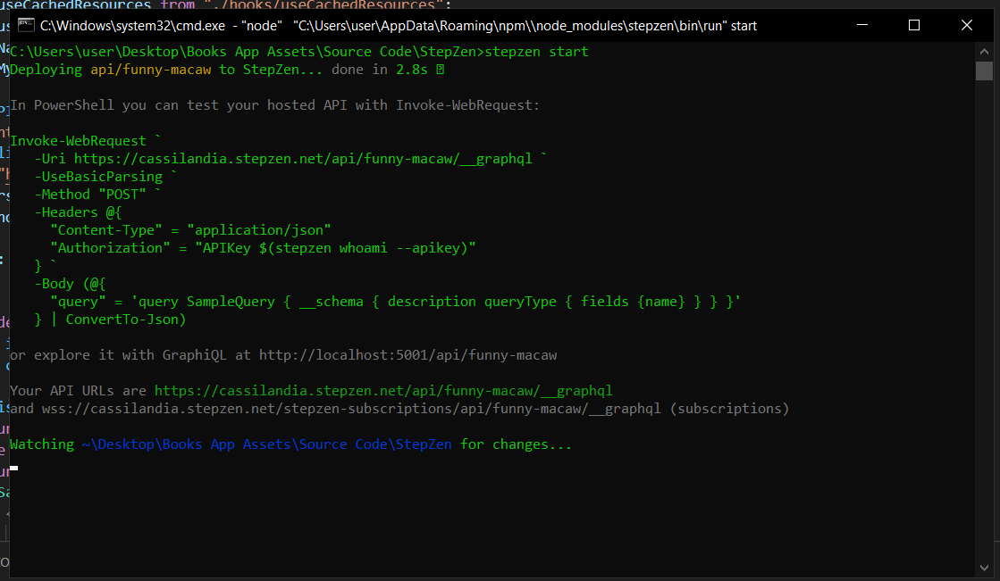 useCachedResources from "./hooks/useCachedResources";
C:\Windows\system32\cmd.exe - "node" "C:\Users\user\AppData\Roaming\npm\\node_modules\stepzen\bin\run" start
C:\Users\user\Desktop\Books App Assets\Source Code\StepZen>stepzen start
Deploying api/funny-macaw to StepZen... done in 2.8s
In PowerShell you can test your hosted API with Invoke-WebRequest:
Invoke-WebRequest `
-Uri https://cassilandia.stepzen.net/api/funny-macaw/__graphql `
-UseBasicParsing `
-Method "POST" `
-Headers @{
"Content-Type" = "application/json"
"Authorization" = "APIKey $(stepzen whoami --apikey)"
} `
-Body (@{
"query" = 'query SampleQuery { __schema { description queryType { fields {name} } } }'
} | ConvertTo-Json)
or explore it with GraphiQL at http://localhost:5001/api/funny-macaw
Your API URLs are https://cassilandia.stepzen.net/api/funny-macaw/__graphql
and wss://cassilandia.stepzen.net/stepzen-subscriptions/api/funny-macaw/__graphql (subscriptions)
Watching ~\Desktop\Books App Assets\Source Code\StepZen for changes...